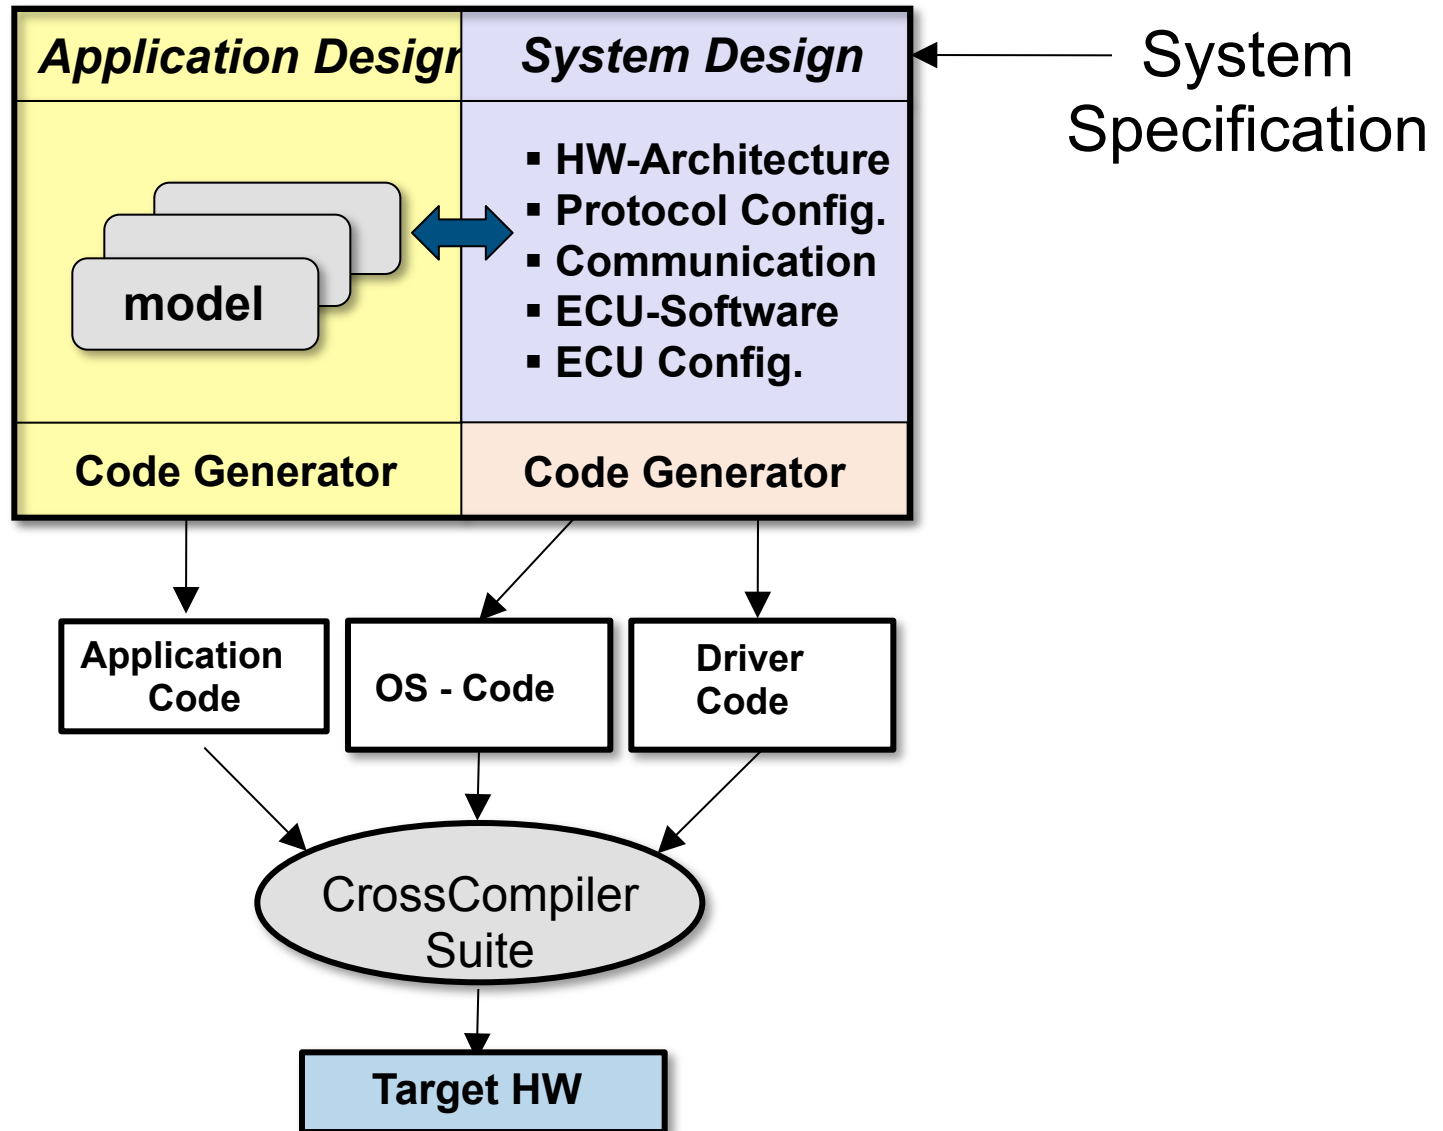 Application Design
System Design
System
Specification
model
▪ HW-Architecture
▪ Protocol Config.
▪ Communication
▪ ECU-Software
▪ ECU Config.
Code Generator
Code Generator
Application
Code
OS - Code
Driver
Code
CrossCompiler
Suite
Target HW